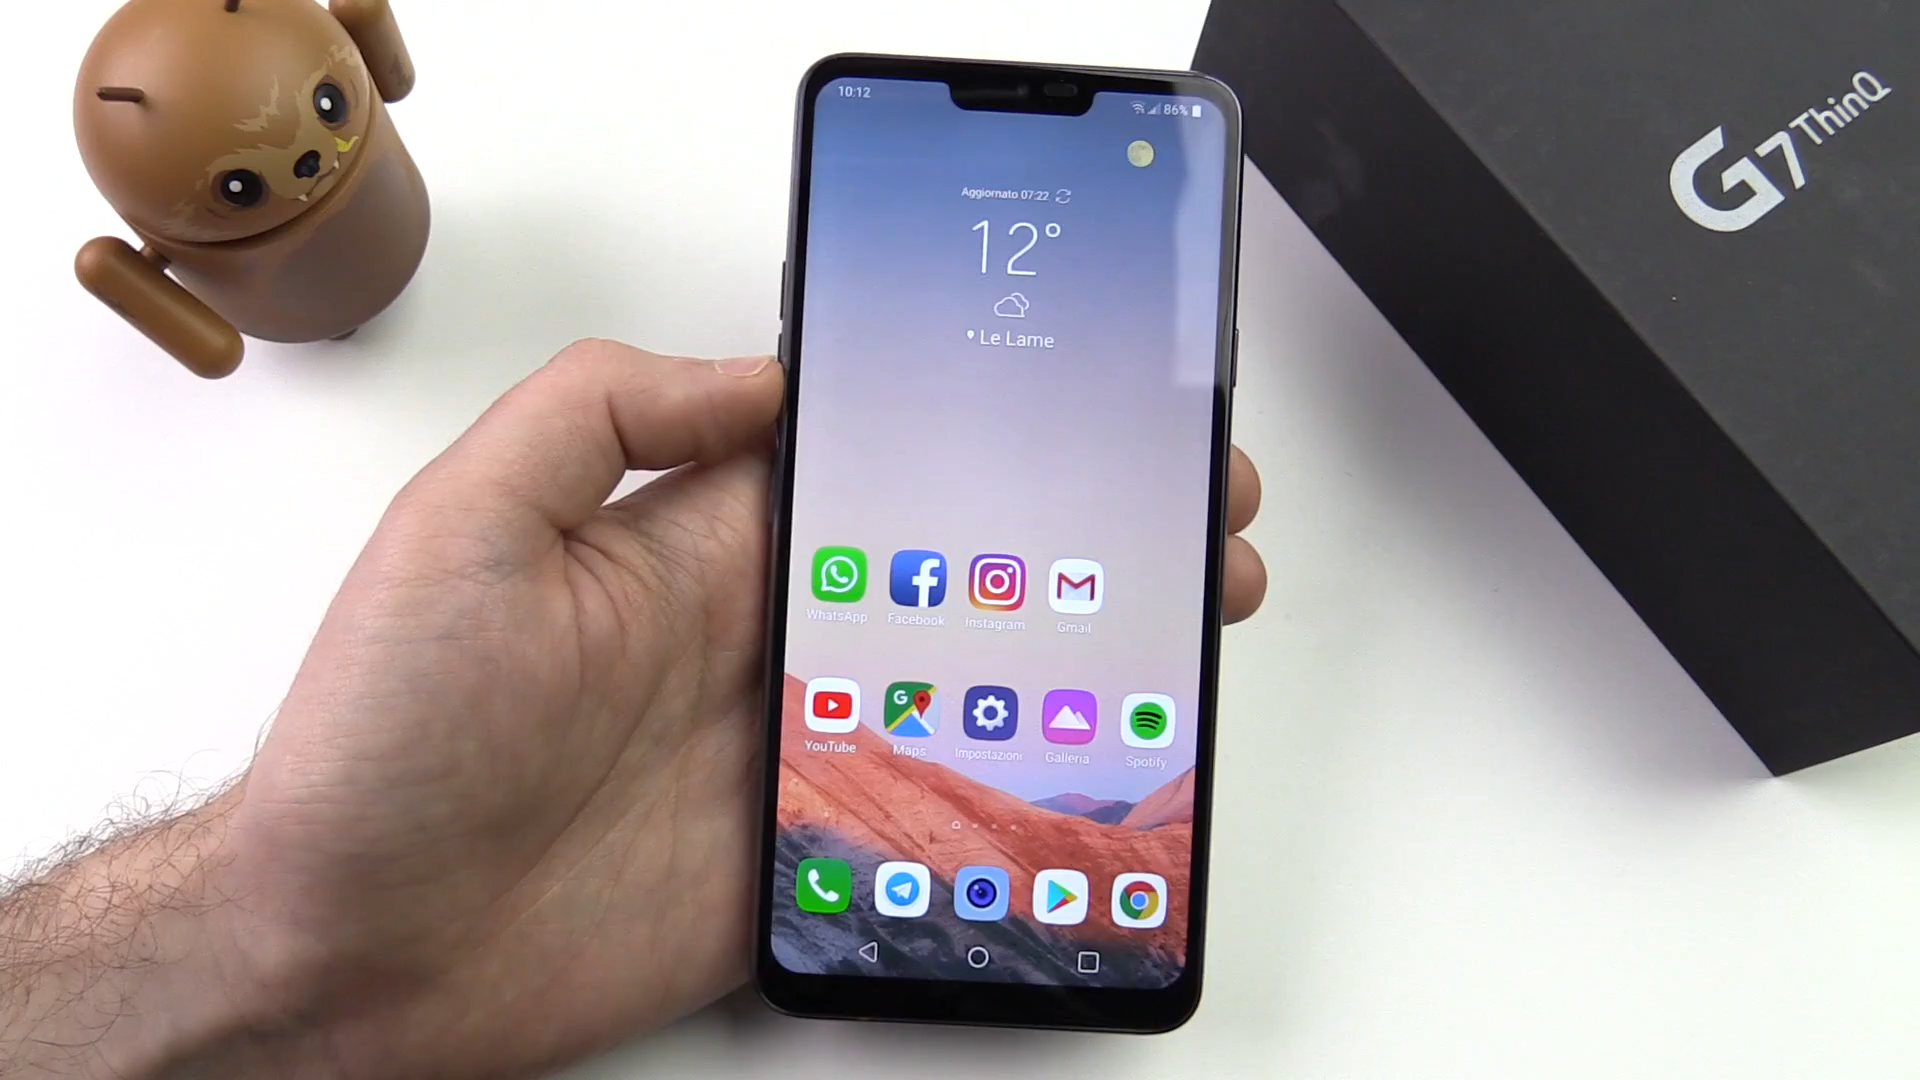 10:12
86%
Aggiornato 07:22
12°
Le Lame
WhatsApp
Facebook
Instagram
Gmail
YouTube
Maps
Impostazioni
Galleria
Spotify
G7 ThinQ